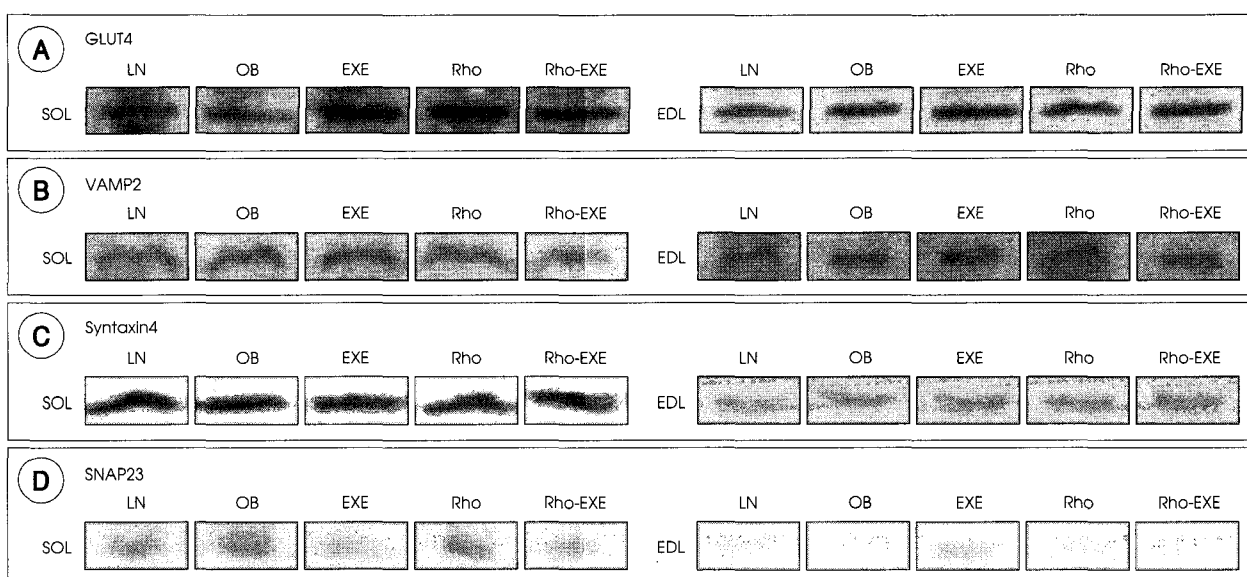 A GLUT4
LN OB EXE Rho Rho-EXE LN OB EXE Rho Rho-EXE
SOL EDL
B VAMP2
LN OB EXE Rho Rho-EXE LN OB EXE Rho Rho-EXE
SOL EDL
C Syntaxin4
LN OB EXE Rho Rho-EXE LN OB EXE Rho Rho-EXE
SOL EDL
D SNAP23
LN OB EXE Rho Rho-EXE LN OB EXE Rho Rho-EXE
SOL EDL